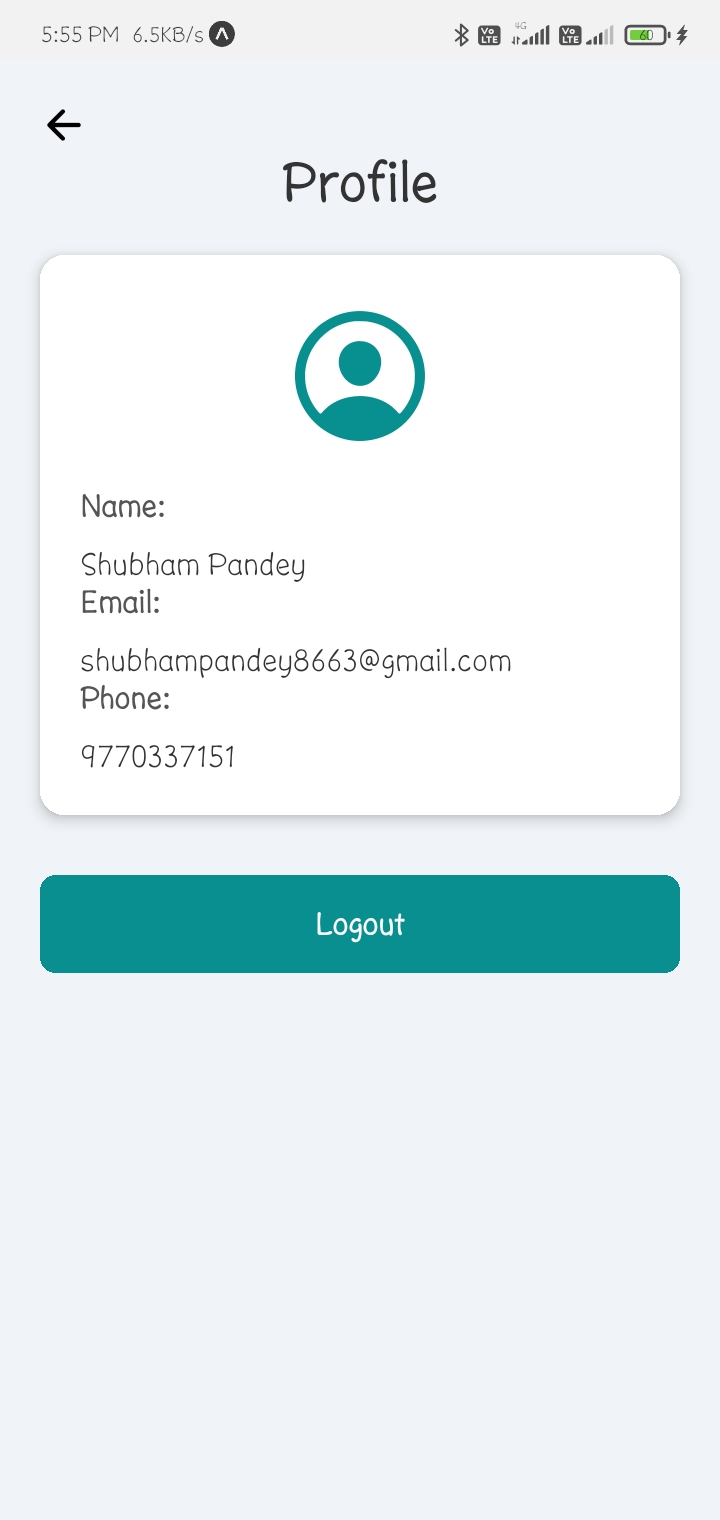 5:55 PM 6.5KB/s
4G
Vo LTE Vo LTE 60
Profile
Name:
Shubham Pandey
Email:
shubhampandey8663@gmail.com
Phone:
9770337151
Logout